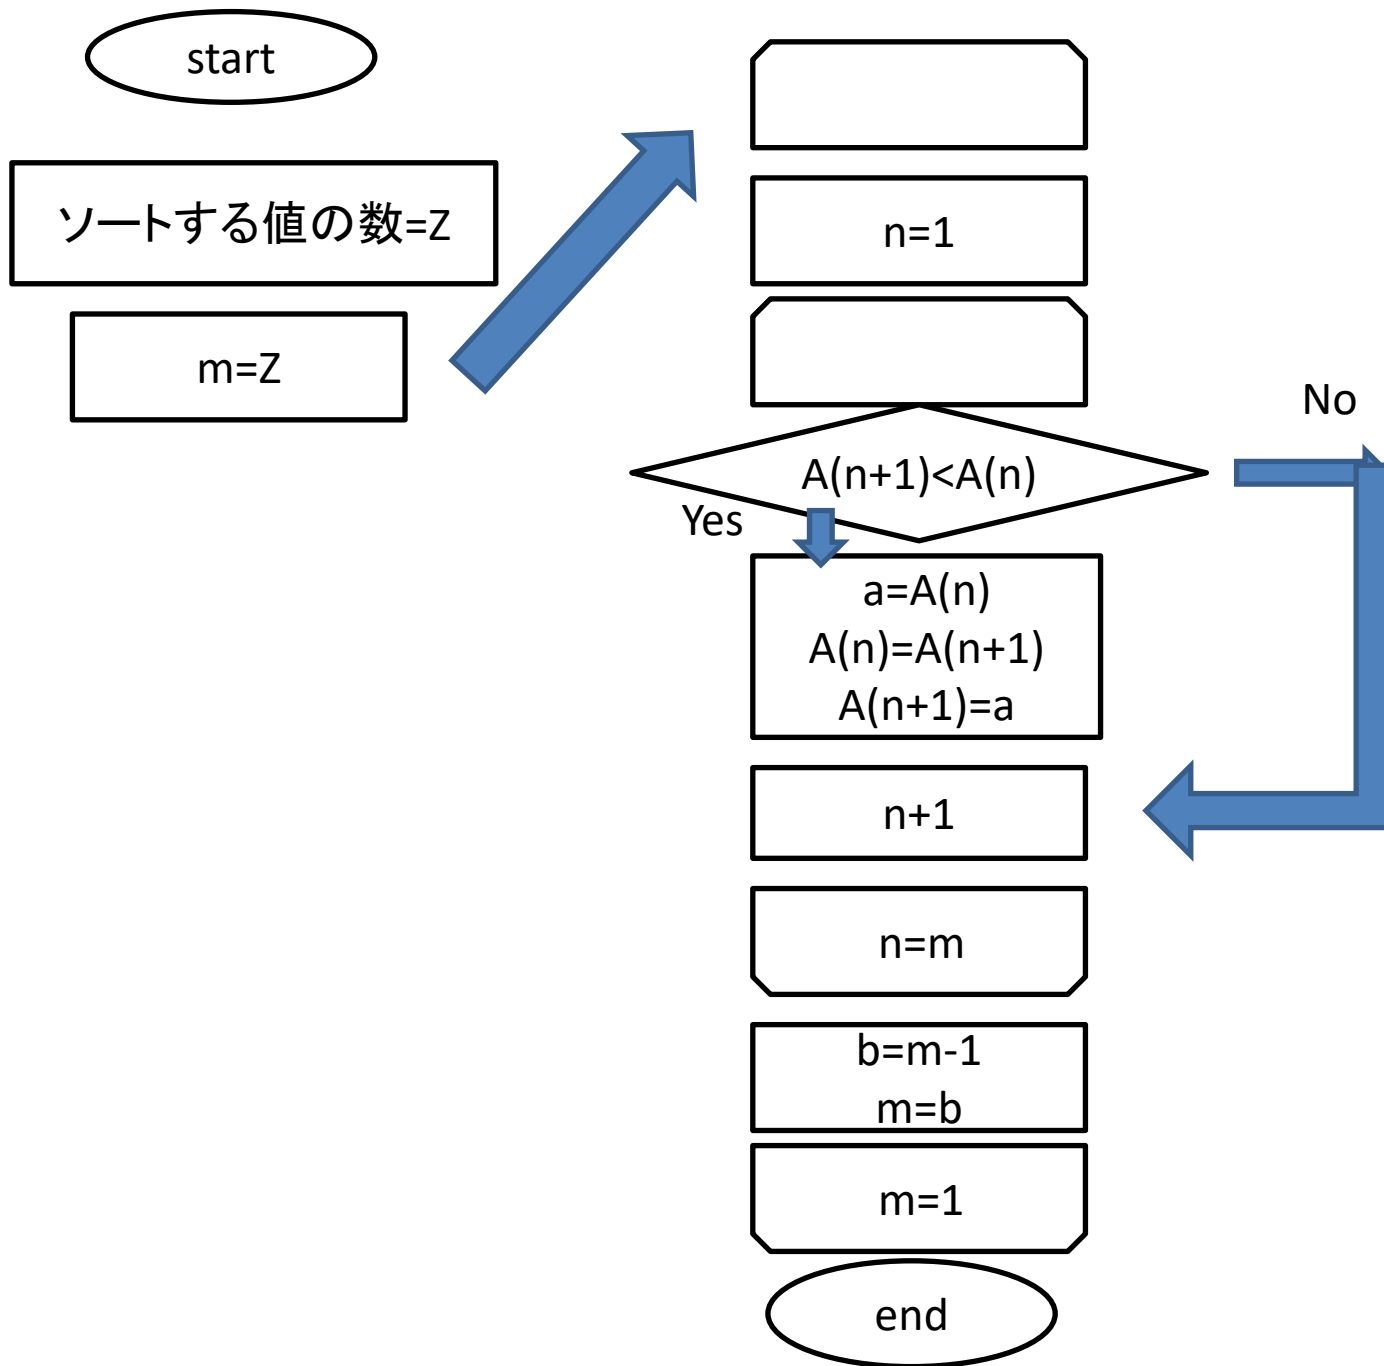 start
ソートする値の数=Z
m=Z
n=1
No
A(n+1)<A(n)
Yes
a=A(n)
A(n)=A(n+1)
A(n+1)=a
n+1
n=m
b=m-1
m=b
m=1
end